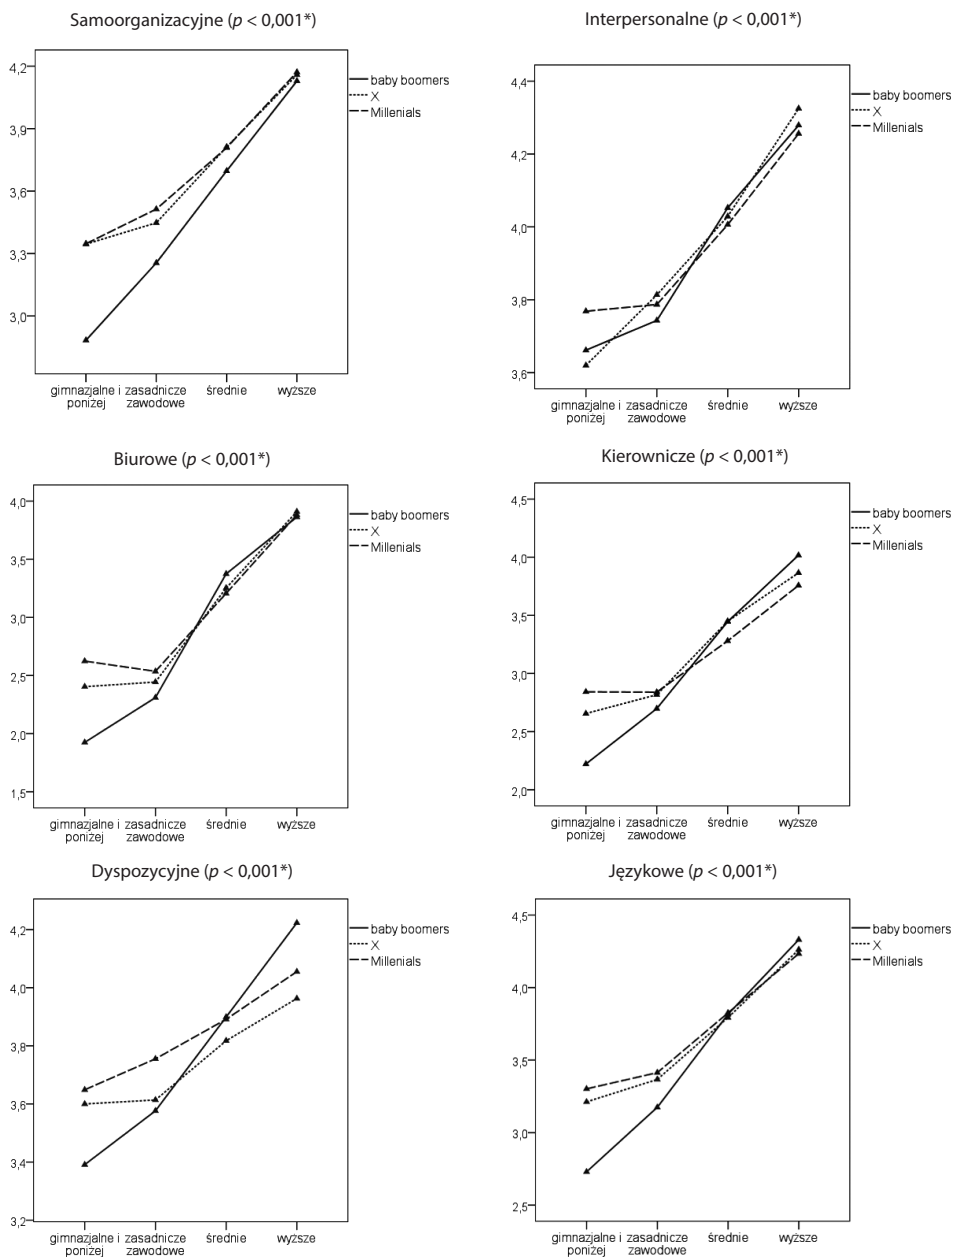 Samoorganizacyjne (p < 0,001*)
4,2
3,9
3,6
3,3
3,0
gimnazjalne i
poniżej
zasadnicze
zawodowe
średnie
wyższe
baby boomers
X
Millenials
Interpersonalne (p < 0,001*)
4,4
4,2
4,0
3,8
3,6
gimnazjalne i
poniżej
zasadnicze
zawodowe
średnie
wyższe
baby boomers
X
Millenials
Biurowe (p < 0,001*)
4,0
3,5
3,0
2,5
2,0
1,5
gimnazjalne i
poniżej
zasadnicze
zawodowe
średnie
wyższe
baby boomers
X
Millenials
Kierownicze (p < 0,001*)
4,5
4,0
3,5
3,0
2,5
2,0
gimnazjalne i
poniżej
zasadnicze
zawodowe
średnie
wyższe
baby boomers
X
Millenials
Dyspozycyjne (p < 0,001*)
4,2
4,0
3,8
3,6
3,4
3,2
gimnazjalne i
poniżej
zasadnicze
zawodowe
średnie
wyższe
baby boomers
X
Millenials
Językowe (p < 0,001*)
4,5
4,0
3,5
3,0
2,5
gimnazjalne i
poniżej
zasadnicze
zawodowe
średnie
wyższe
baby boomers
X
Millenials